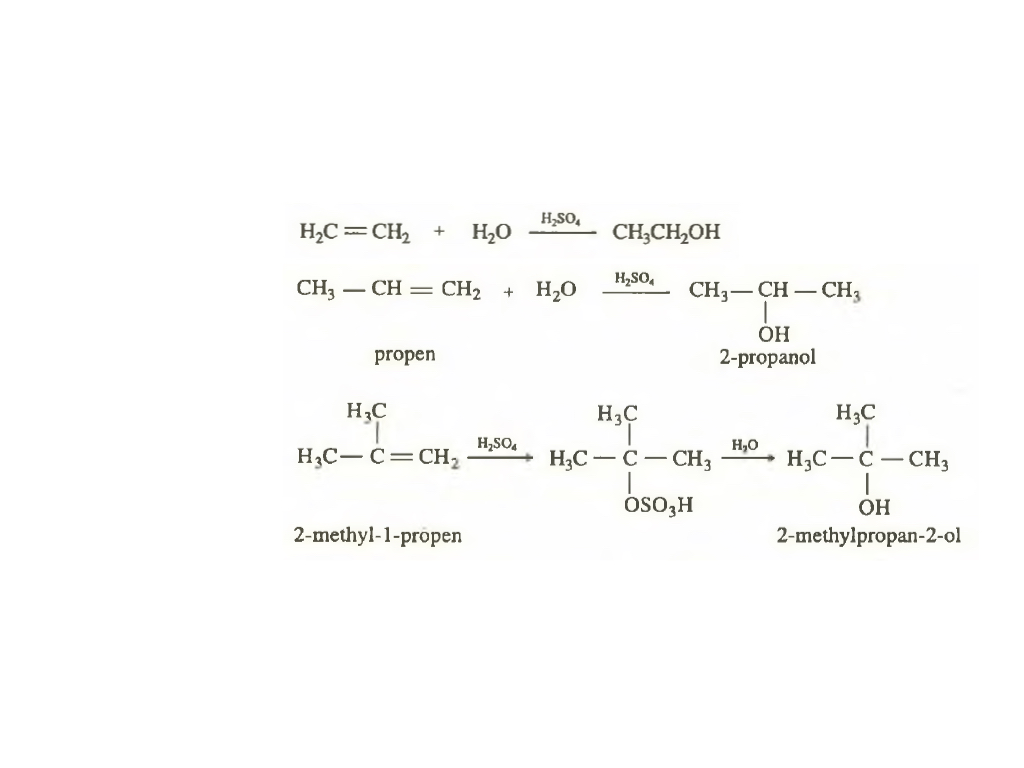 H₂C = CH₂ + H₂O H₂SO₄ CH₃CH₂OH
CH₃ — CH = CH₂ + H₂O H₂SO₄ CH₃ — CH — CH₃
OH
propen 2-propanol
H₃C H₃C H₃C
H₃C — C = CH₂ H₂SO₄ H₃C — C — CH₃ H₂O H₃C — C — CH₃
OSO₃H OH
2-methyl-1-propen 2-methylpropan-2-ol